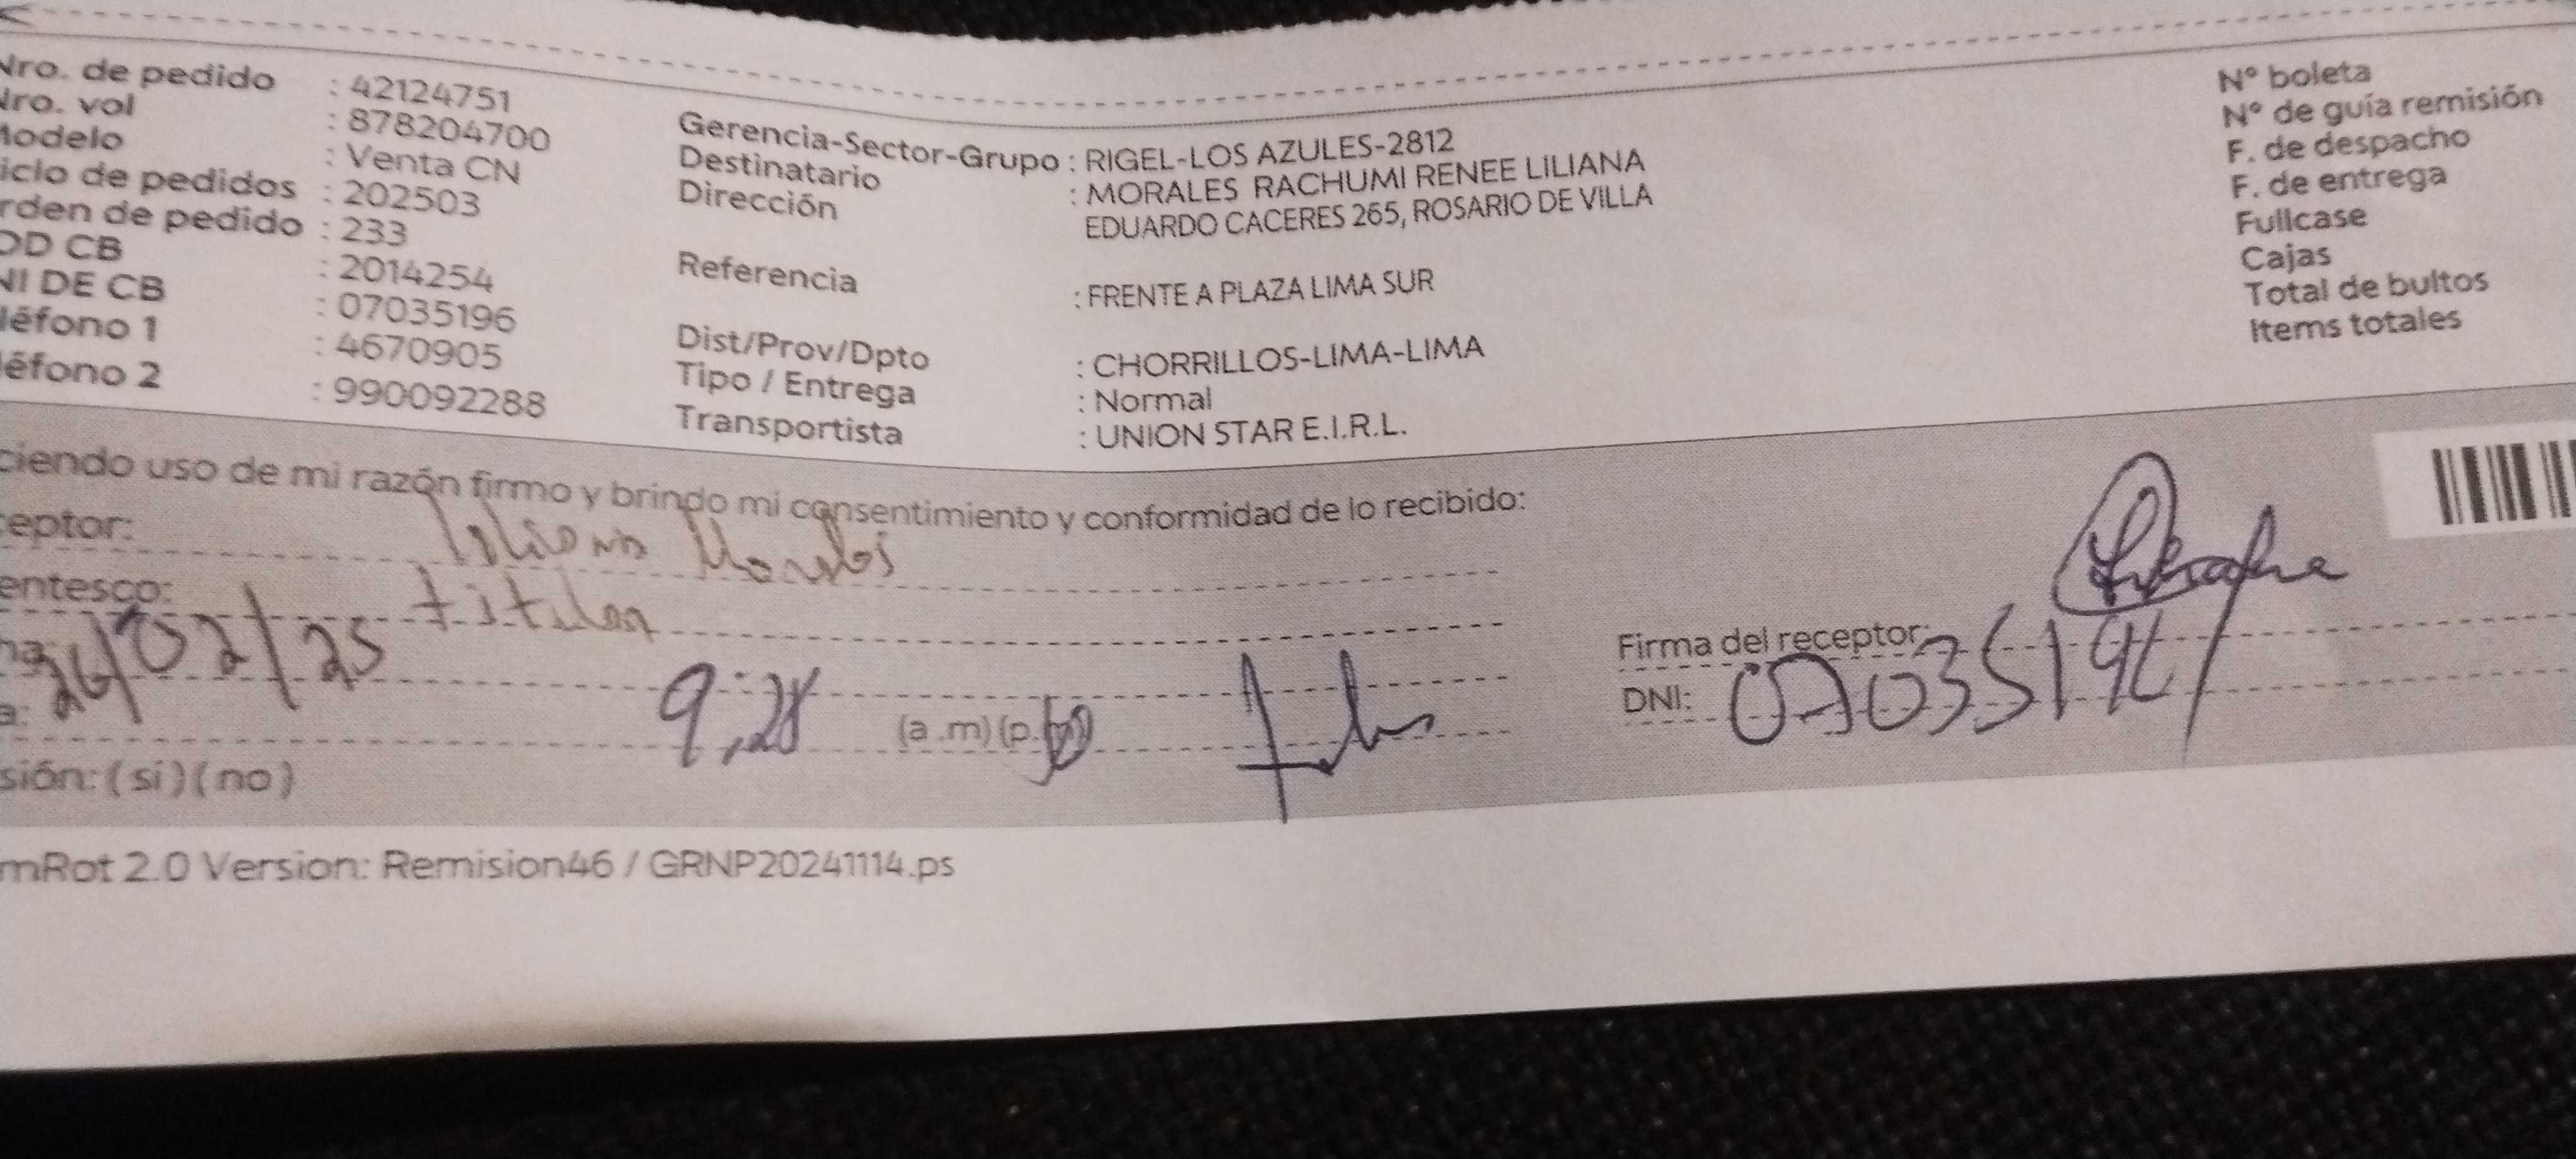 Nro. de pedido : 42124751
Nro. vol : 878204700
Modelo : Venta CN
iclo de pedidos : 202503
rden de pedido : 233
OD CB : 2014254
NI DE CB : 07035196
léfono 1 : 4670905
léfono 2 : 990092288
Gerencia-Sector-Grupo : RIGEL-LOS AZULES-2812
Destinatario : MORALES RACHUMI RENEE LILIANA
Dirección EDUARDO CACERES 265, ROSARIO DE VILLA
Referencia : FRENTE A PLAZA LIMA SUR
Dist/Prov/Dpto : CHORRILLOS-LIMA-LIMA
Tipo / Entrega : Normal
Transportista : UNION STAR E.I.R.L.
N° boleta
N° de guía remisión
F. de despacho
F. de entrega
Fullcase
Cajas
Total de bultos
Items totales
ciendo uso de mi razón firmo y brindo mi consentimiento y conformidad de lo recibido:
ceptor: Liliana Morales
entesco: titular
ha: 26/02/25
a: 9:28 (a .m) (p.m)
sión: ( si ) ( no )
Firma del receptor:
DNI: 07035196
mRot 2.0 Version: Remision46 / GRNP20241114.ps